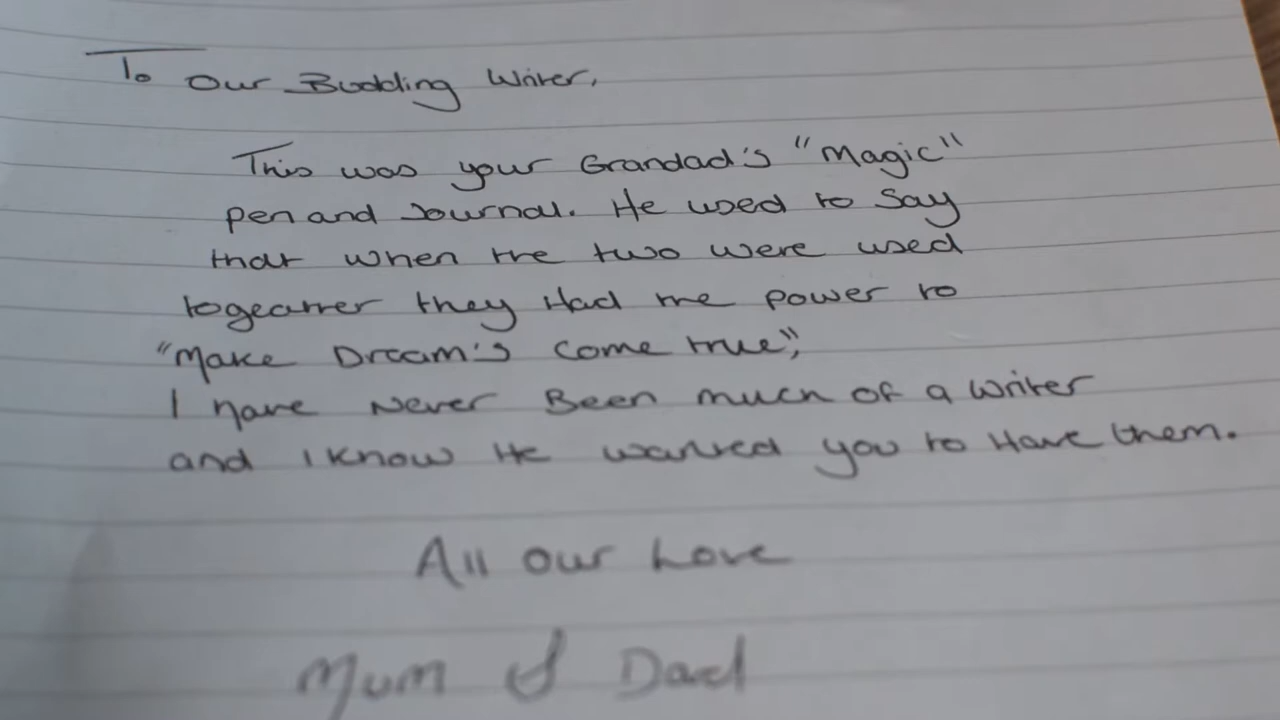 To Our Budding Writer,
This was your Grandad's "Magic"
pen and Journal. He used to Say
that when the two were used
togeather they Had the power to
"Make Dream's Come true",
I have Never Been much of a writer
and I know He wanted you to Have them.
All our Love
Mum & Dad